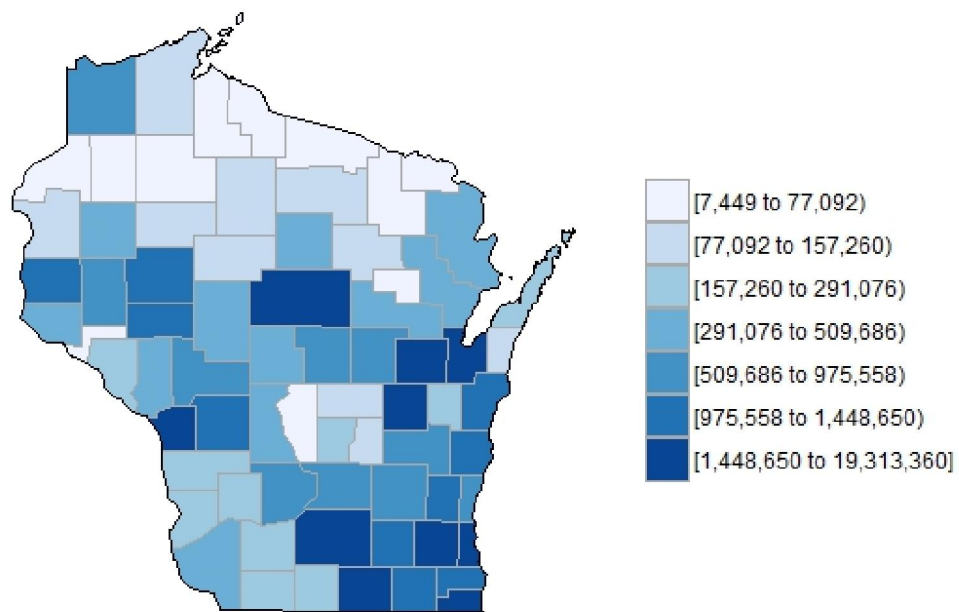 [7,449 to 77,092)
[77,092 to 157,260)
[157,260 to 291,076)
[291,076 to 509,686)
[509,686 to 975,558)
[975,558 to 1,448,650)
[1,448,650 to 19,313,360]